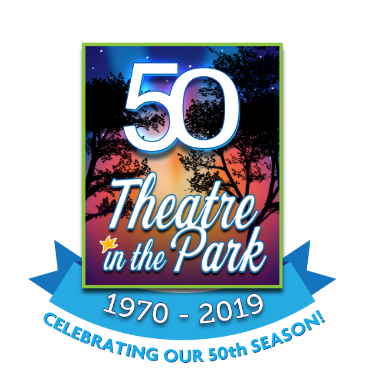 50
Theatre
in the Park
1970 - 2019
CELEBRATING OUR 50th SEASON!